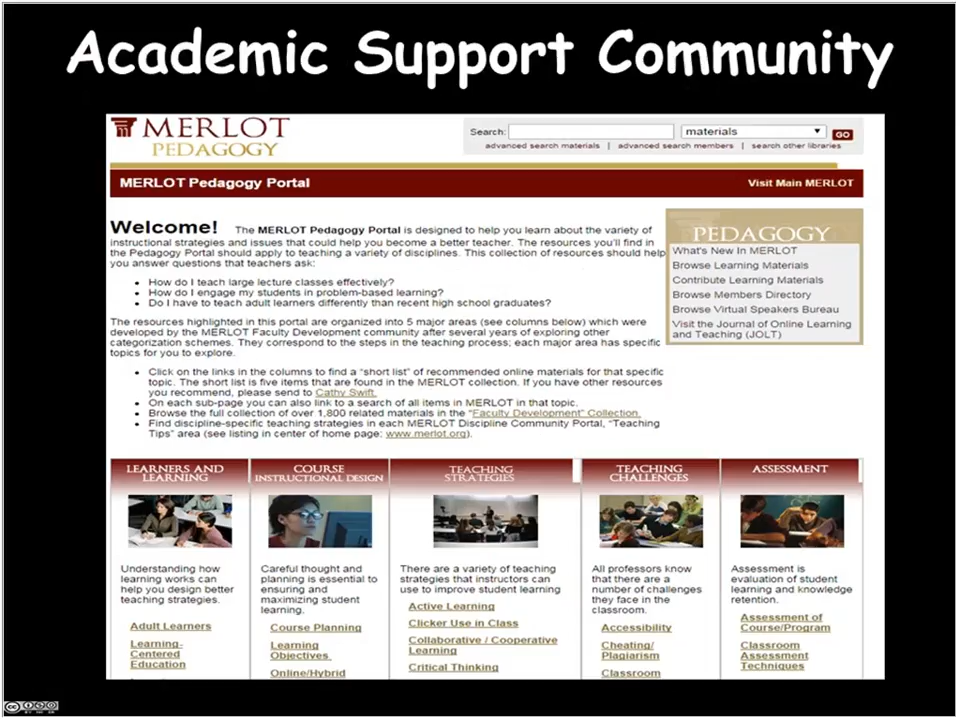 Academic Support Community
MERLOT
PEDAGOGY
Search:
materials
GO
advanced search materials | advanced search members | search other libraries
MERLOT Pedagogy Portal
Visit Main MERLOT
Welcome! The MERLOT Pedagogy Portal is designed to help you learn about the variety of
instructional strategies and issues that could help you become a better teacher. The resources you'll find in
the Pedagogy Portal should apply to teaching a variety of disciplines. This collection of resources should help
you answer questions that teachers ask:
• How do I teach large lecture classes effectively?
• How do I engage my students in problem-based learning?
• Do I have to teach adult learners differently than recent high school graduates?
The resources highlighted in this portal are organized into 5 major areas (see columns below) which were
developed by the MERLOT Faculty Development community after several years of exploring other
categorization schemes. They correspond to the steps in the teaching process; each major area has specific
topics for you to explore.
• Click on the links in the columns to find a "short list" of recommended online materials for that specific
topic. The short list is five items that are found in the MERLOT collection. If you have other resources
you recommend, please send to Cathy Swift.
• On each sub-page you can also link to a search of all items in MERLOT in that topic.
• Browse the full collection of over 1,800 related materials in the "Faculty Development" Collection.
• Find discipline-specific teaching strategies in each MERLOT Discipline Community Portal, "Teaching
Tips" area (see listing in center of home page: www.merlot.org).
PEDAGOGY
What's New In MERLOT
Browse Learning Materials
Contribute Learning Materials
Browse Members Directory
Browse Virtual Speakers Bureau
Visit the Journal of Online Learning
and Teaching (JOLT)
LEARNERS AND
LEARNING
Understanding how
learning works can
help you design better
teaching strategies.
Adult Learners
Learning-
Centered
Education
COURSE
INSTRUCTIONAL DESIGN
Careful thought and
planning is essential to
ensuring and
maximizing student
learning.
Course Planning
Learning
Objectives
Online/Hybrid
TEACHING
STRATEGIES
There are a variety of teaching
strategies that instructors can
use to improve student learning
Active Learning
Clicker Use in Class
Collaborative / Cooperative
Learning
Critical Thinking
TEACHING
CHALLENGES
All professors know
that there are a
number of challenges
they face in the
classroom.
Accessibility
Cheating/
Plagiarism
Classroom
ASSESSMENT
Assessment is
evaluation of student
learning and knowledge
retention.
Assessment of
Course/Program
Classroom
Assessment
Techniques